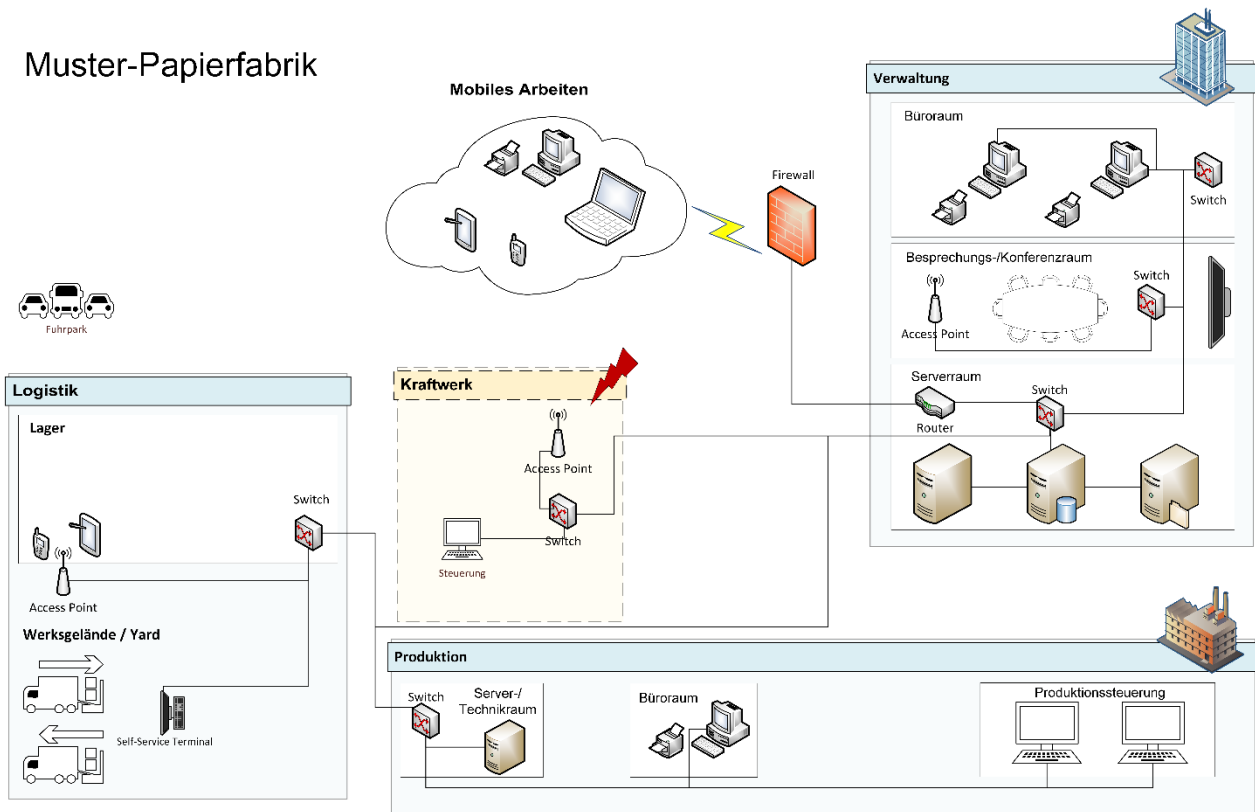 Muster-Papierfabrik
Mobiles Arbeiten
Firewall
Verwaltung
Büroraum
Switch
Besprechungs-/Konferenzraum
Switch
Access Point
Serverraum
Switch
Router
Fuhrpark
Logistik
Lager
Switch
Access Point
Werksgelände / Yard
Self-Service Terminal
Kraftwerk
Access Point
Switch
Steuerung
Produktion
Switch
Server-/
Technikraum
Büroraum
Produktionssteuerung